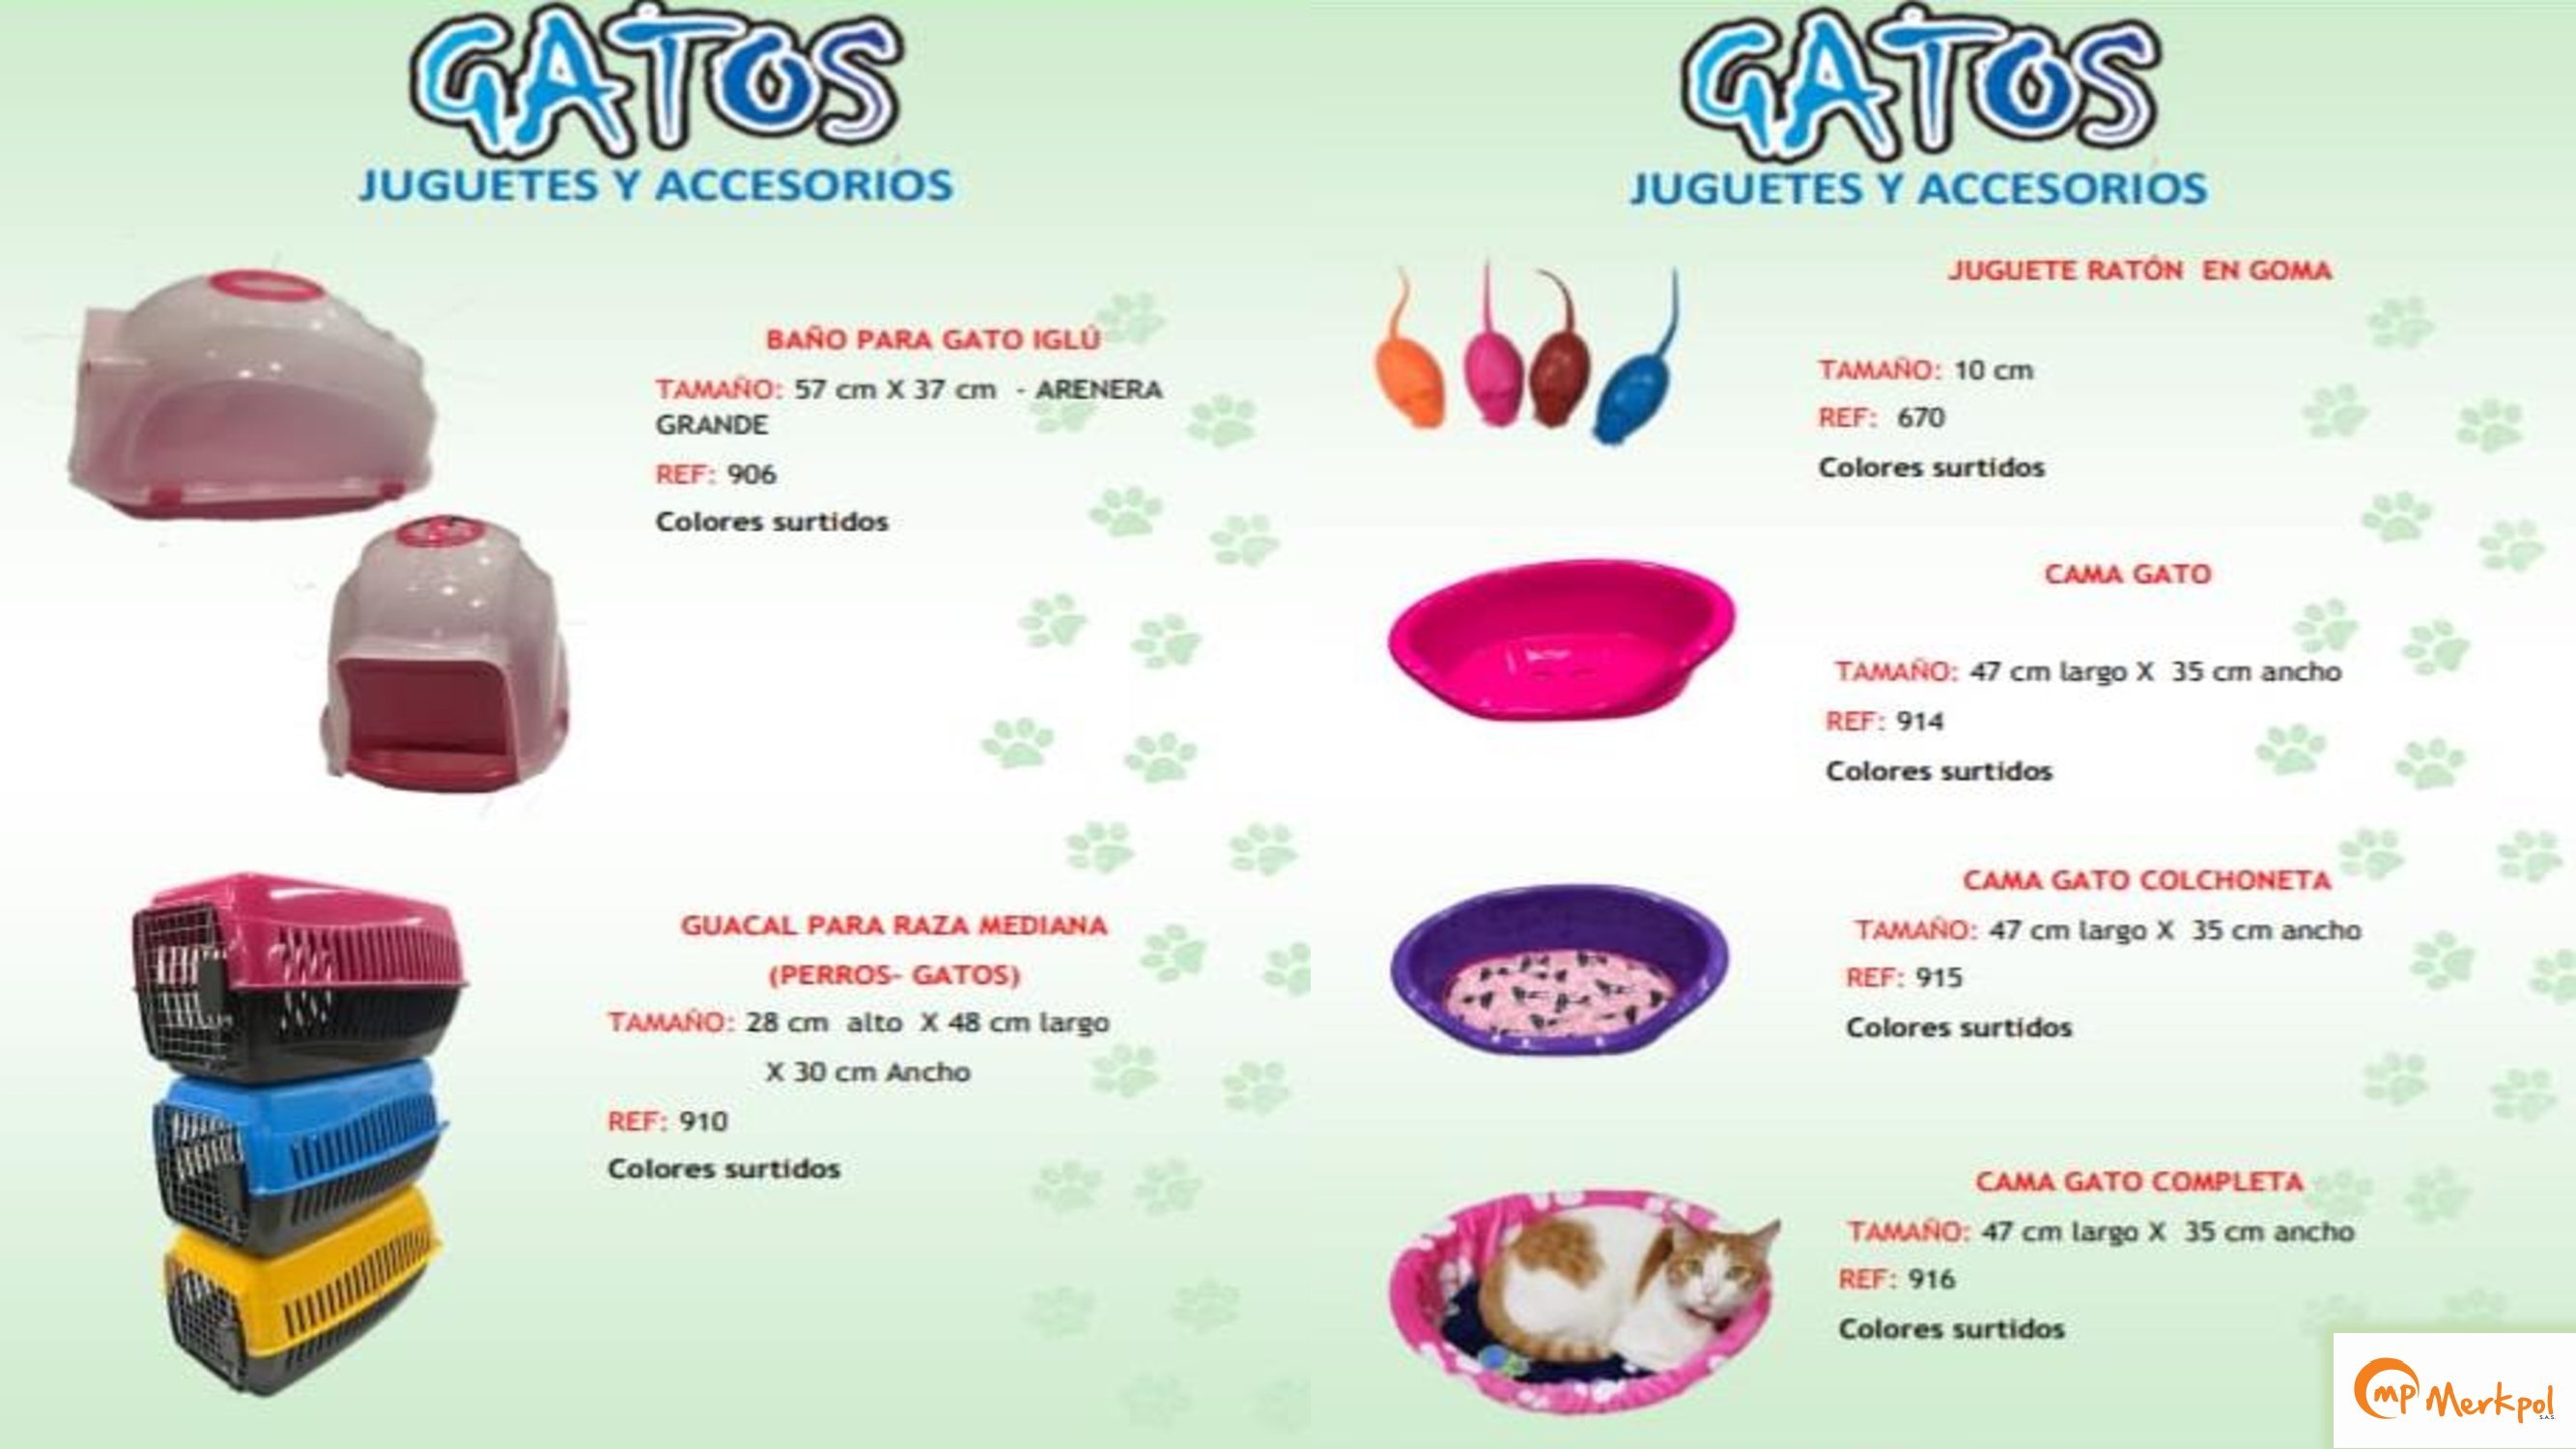 GATOS
JUGUETES Y ACCESORIOS
BAÑO PARA GATO IGLÚ
TAMAÑO: 57 cm X 37 cm - ARENERA
GRANDE
REF: 906
Colores surtidos
GUACAL PARA RAZA MEDIANA
(PERROS- GATOS)
TAMAÑO: 28 cm alto X 48 cm largo
X 30 cm Ancho
REF: 910
Colores surtidos
GATOS
JUGUETES Y ACCESORIOS
JUGUETE RATÓN EN GOMA
TAMAÑO: 10 cm
REF: 670
Colores surtidos
CAMA GATO
TAMAÑO: 47 cm largo X 35 cm ancho
REF: 914
Colores surtidos
CAMA GATO COLCHONETA
TAMAÑO: 47 cm largo X 35 cm ancho
REF: 915
Colores surtidos
CAMA GATO COMPLETA
TAMAÑO: 47 cm largo X 35 cm ancho
REF: 916
Colores surtidos
mp Merkpol
S.A.S.